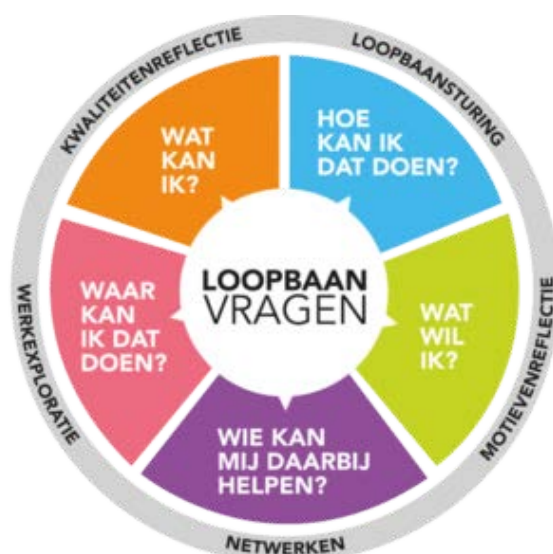 KWALITEITENREFLECTIE
LOOPBAANSTURING
WAT
KAN
IK?
HOE
KAN IK
DAT DOEN?
LOOPBAAN
VRAGEN
WAAR
KAN
IK DAT
DOEN?
WAT
WIL
IK?
WERKEXPLORATIE
MOTIEVENREFLECTIE
WIE KAN
MIJ DAARBIJ
HELPEN?
NETWERKEN